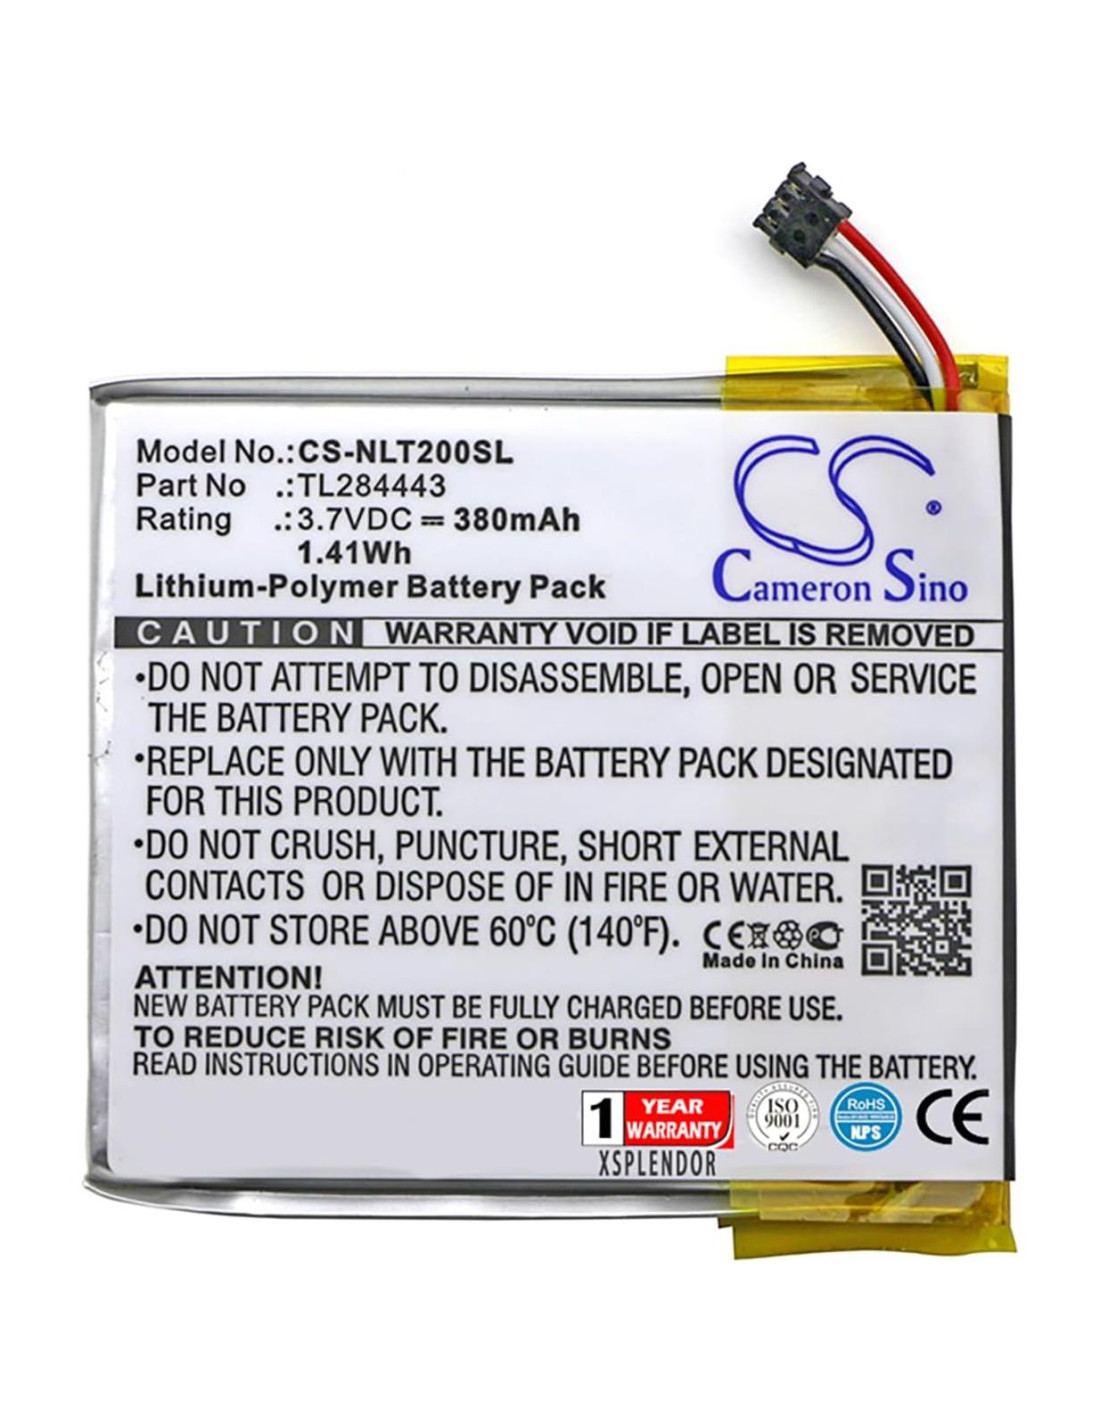 Model No.:CS-NLT200SL
Part No .:TL284443
Rating .:3.7VDC ⎓ 380mAh
1.41Wh
Lithium-Polymer Battery Pack
CS®
Cameron Sino
CAUTION WARRANTY VOID IF LABEL IS REMOVED
•DO NOT ATTEMPT TO DISASSEMBLE, OPEN OR SERVICE
THE BATTERY PACK.
•REPLACE ONLY WITH THE BATTERY PACK DESIGNATED
FOR THIS PRODUCT.
•DO NOT CRUSH, PUNCTURE, SHORT EXTERNAL
CONTACTS OR DISPOSE OF IN FIRE OR WATER.
•DO NOT STORE ABOVE 60°C (140°F). CE
Made In China
ATTENTION!
NEW BATTERY PACK MUST BE FULLY CHARGED BEFORE USE.
TO REDUCE RISK OF FIRE OR BURNS
READ INSTRUCTIONS IN OPERATING GUIDE BEFORE USING THE BATTERY.
1 YEAR
WARRANTY
XSPLENDOR
ISO
9001
CQC
RoHS
NPS
CE